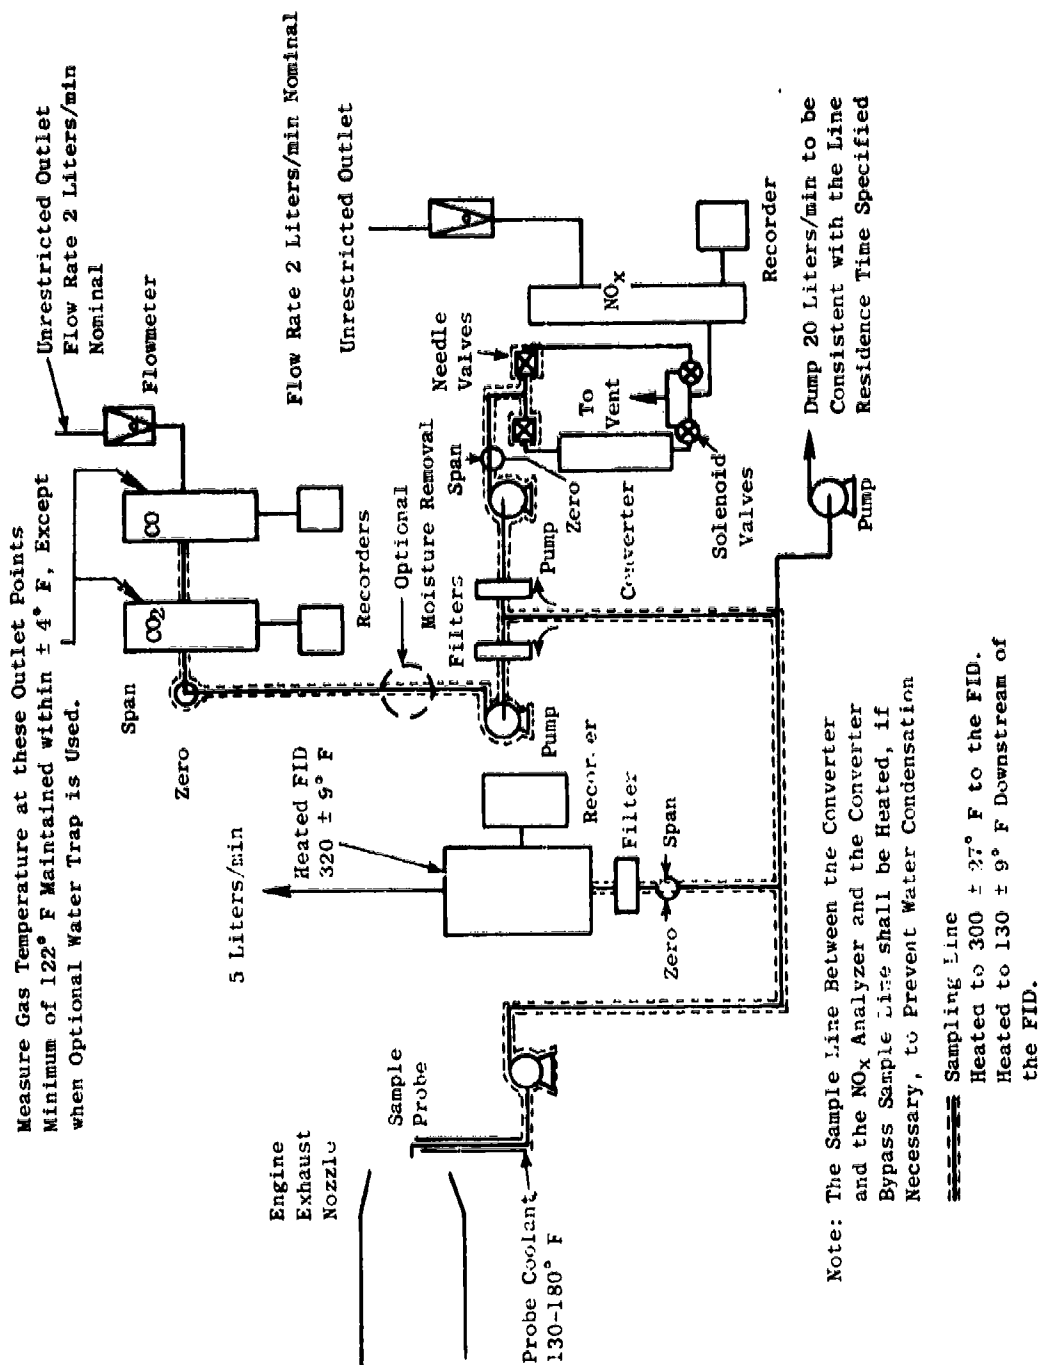 Measure Gas Temperature at these Outlet Points
Minimum of 122° F Maintained within ± 4° F, Except
when Optional Water Trap is Used.
Unrestricted Outlet
Flow Rate 2 Liters/min
Nominal
Flowmeter
CO
CO2
Recorders
Span
Zero
Optional
Moisture Removal
Flow Rate 2 Liters/min Nominal
Unrestricted Outlet
5 Liters/min
Heated FID
320 ± 9° F
Recorder
Filter
Span
Zero
Pump
Filters
Pump
Span
Zero
Needle
Valves
Converter
To
Vent
Solenoid
Valves
NOx
Recorder
Engine
Exhaust
Nozzle
Sample
Probe
Probe Coolant
130-180° F
Pump
Dump 20 Liters/min to be
Consistent with the Line
Residence Time Specified
Note: The Sample Line Between the Converter
and the NOx Analyzer and the Converter
Bypass Sample Line shall be Heated, if
Necessary, to Prevent Water Condensation
Sampling Line
Heated to 300 ± 27° F to the FID.
Heated to 130 ± 9° F Downstream of
the FID.